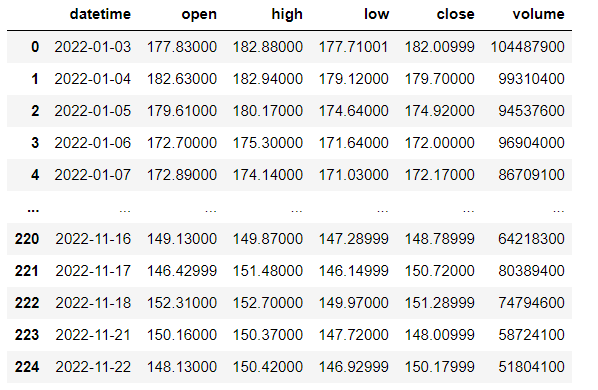 datetime open high low close volume
0 2022-01-03 177.83000 182.88000 177.71001 182.00999 104487900
1 2022-01-04 182.63000 182.94000 179.12000 179.70000 99310400
2 2022-01-05 179.61000 180.17000 174.64000 174.92000 94537600
3 2022-01-06 172.70000 175.30000 171.64000 172.00000 96904000
4 2022-01-07 172.89000 174.14000 171.03000 172.17000 86709100
... ... ... ... ... ... ...
220 2022-11-16 149.13000 149.87000 147.28999 148.78999 64218300
221 2022-11-17 146.42999 151.48000 146.14999 150.72000 80389400
222 2022-11-18 152.31000 152.70000 149.97000 151.28999 74794600
223 2022-11-21 150.16000 150.37000 147.72000 148.00999 58724100
224 2022-11-22 148.13000 150.42000 146.92999 150.17999 51804100